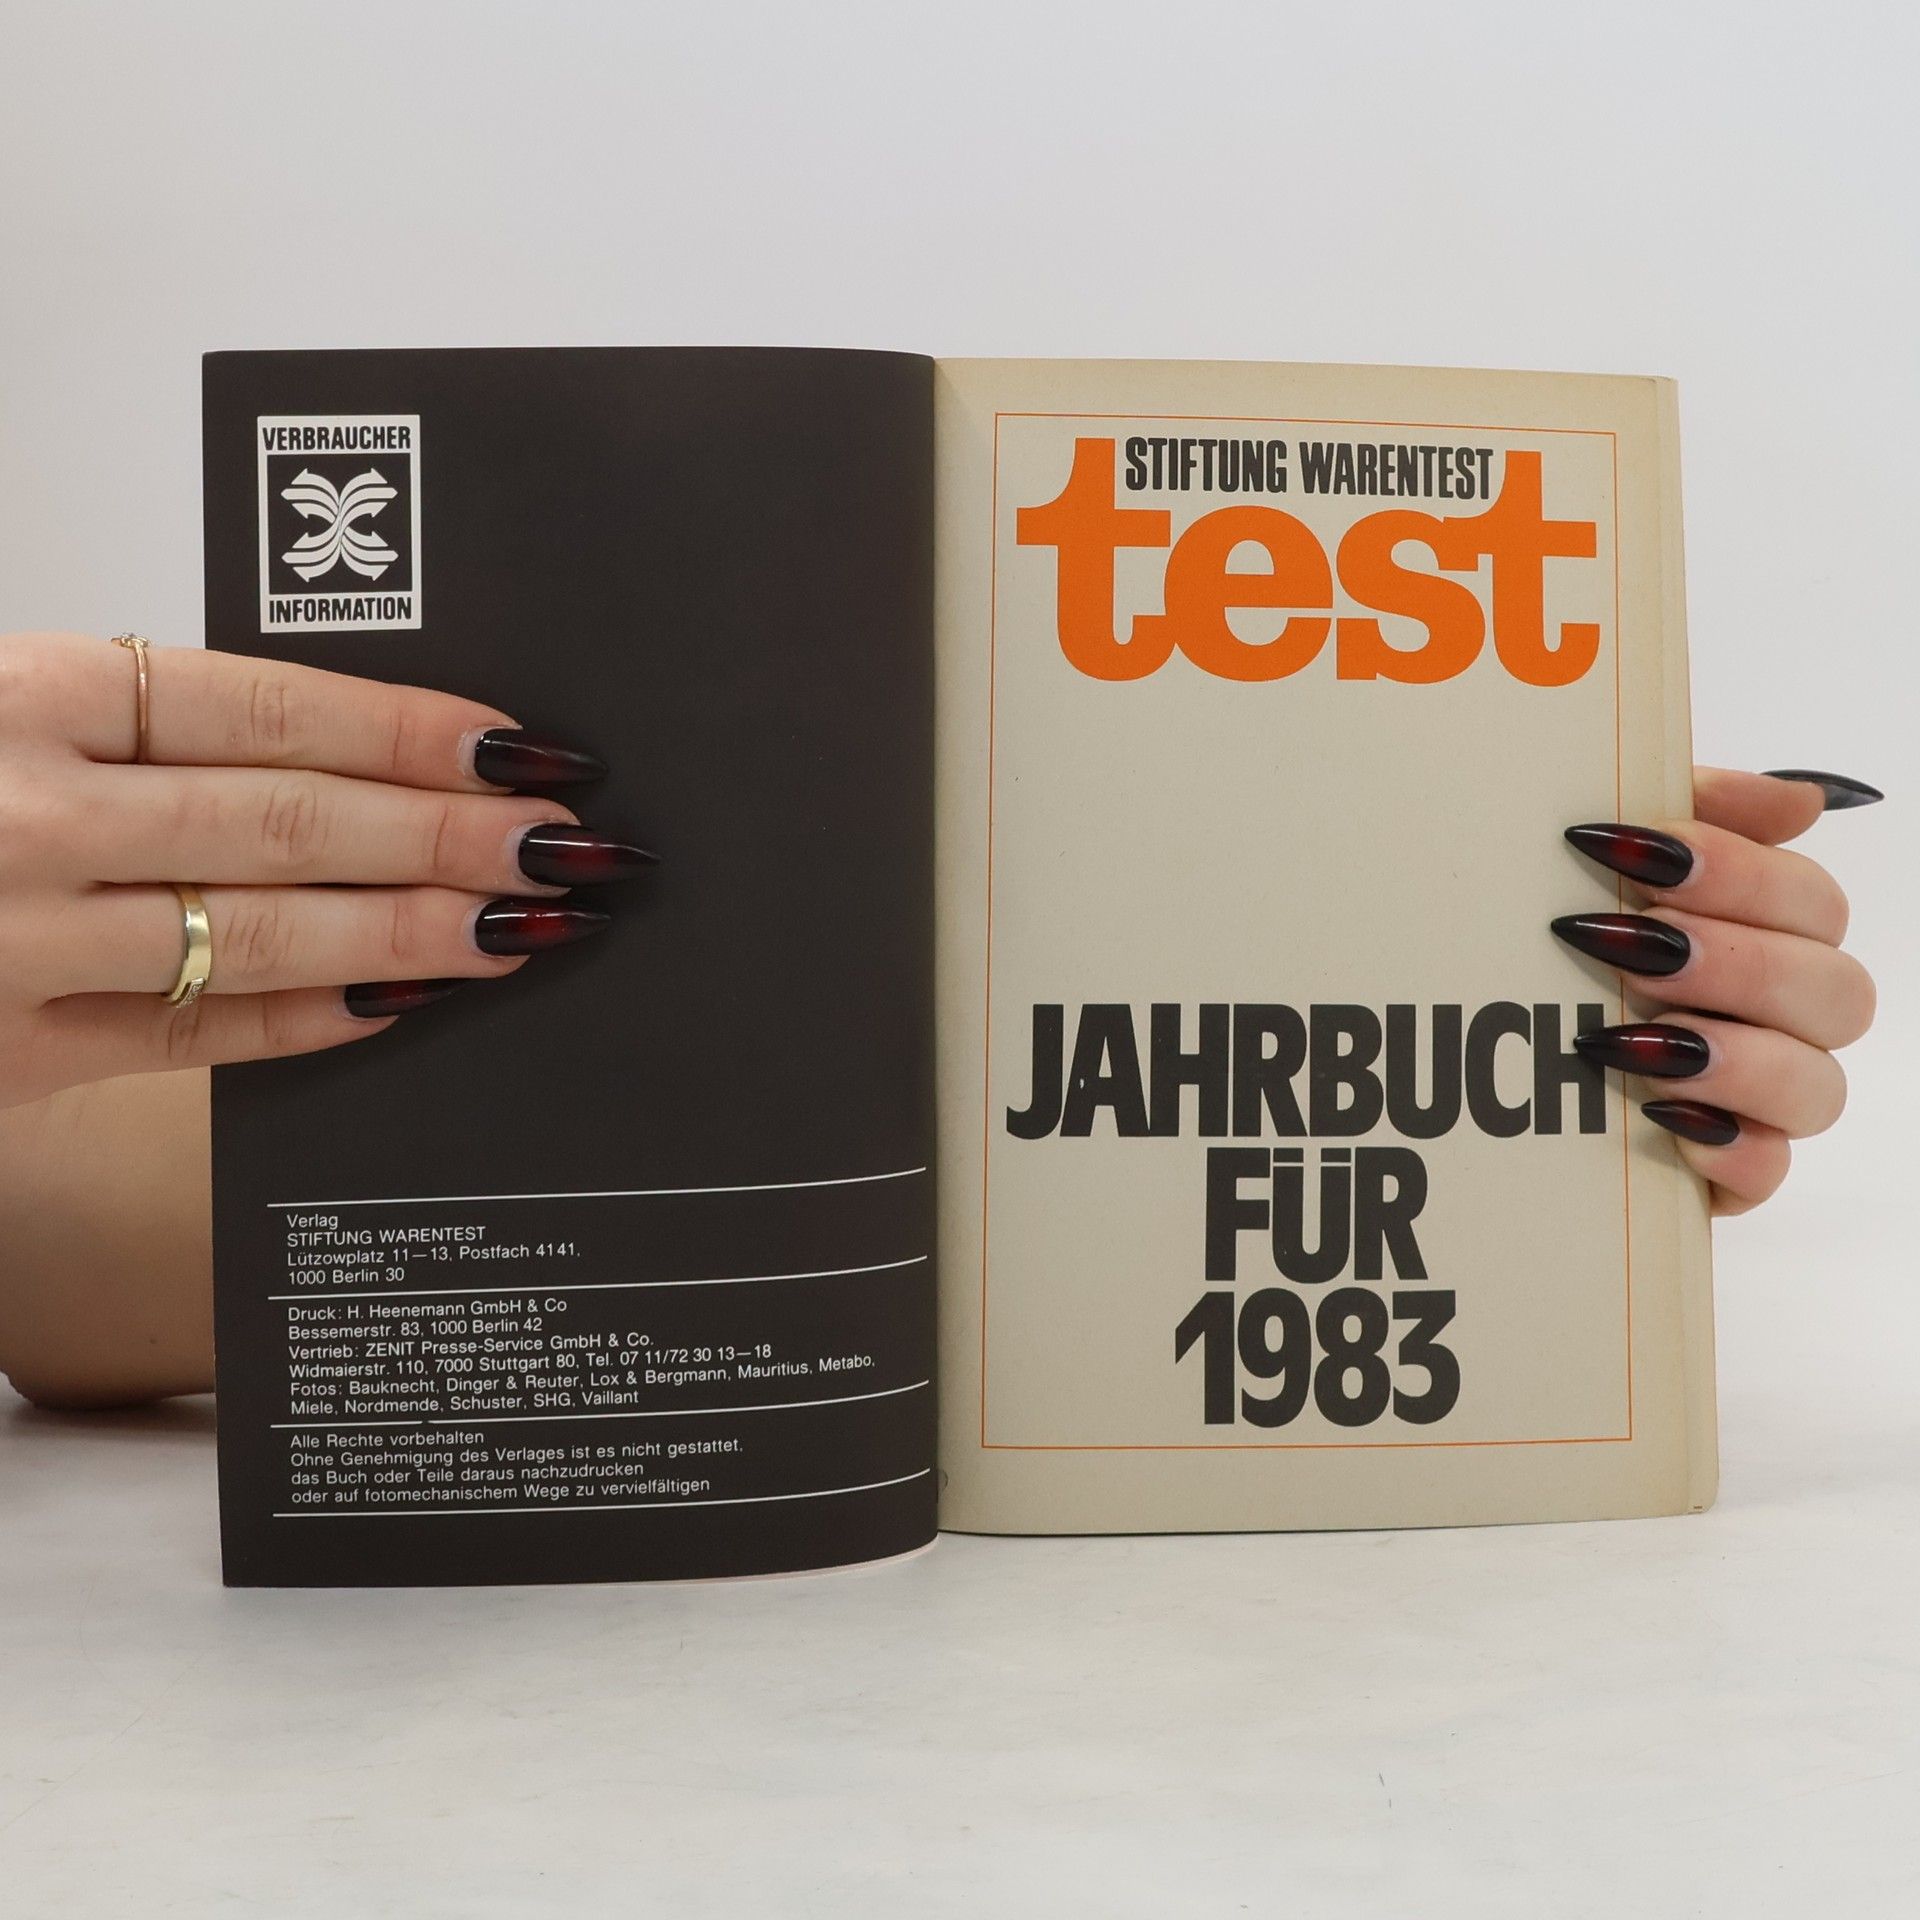 VERBRAUCHER
INFORMATION
Verlag
STIFTUNG WARENTEST
Lützowplatz 11—13, Postfach 4141,
1000 Berlin 30
Druck: H. Heenemann GmbH & Co
Bessemerstr. 83, 1000 Berlin 42
Vertrieb: ZENIT Presse-Service GmbH & Co.
Widmaierstr. 110, 7000 Stuttgart 80, Tel. 07 11/72 30 13—18
Fotos: Bauknecht, Dinger & Reuter, Lox & Bergmann, Mauritius, Metabo,
Miele, Nordmende, Schuster, SHG, Vaillant
Alle Rechte vorbehalten
Ohne Genehmigung des Verlages ist es nicht gestattet,
das Buch oder Teile daraus nachzudrucken
oder auf fotomechanischem Wege zu vervielfältigen
STIFTUNG WARENTEST
test
JAHRBUCH
FÜR
1983